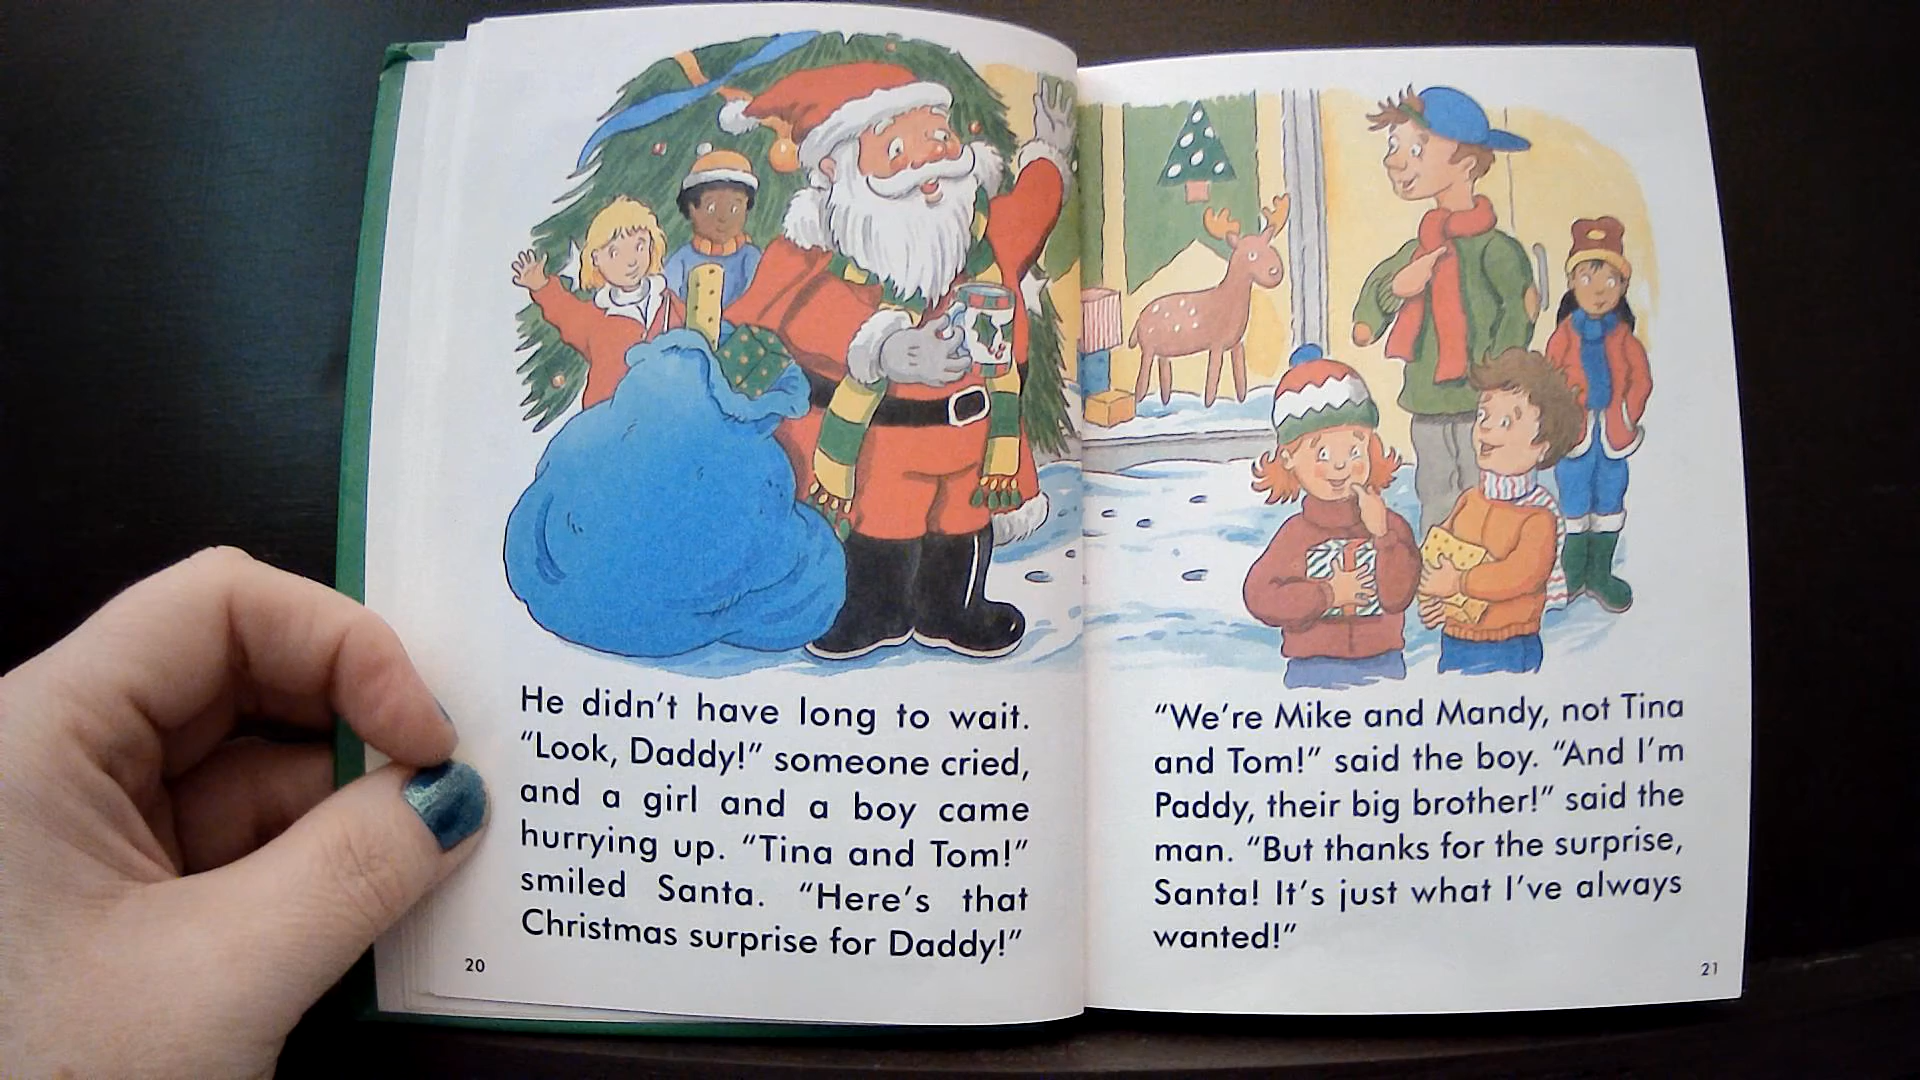 He didn't have long to wait.
"Look, Daddy!" someone cried,
and a girl and a boy came
hurrying up. "Tina and Tom!"
smiled Santa. "Here's that
Christmas surprise for Daddy!"
20
"We're Mike and Mandy, not Tina
and Tom!" said the boy. "And I'm
Paddy, their big brother!" said the
man. "But thanks for the surprise,
Santa! It's just what I've always
wanted!"
21